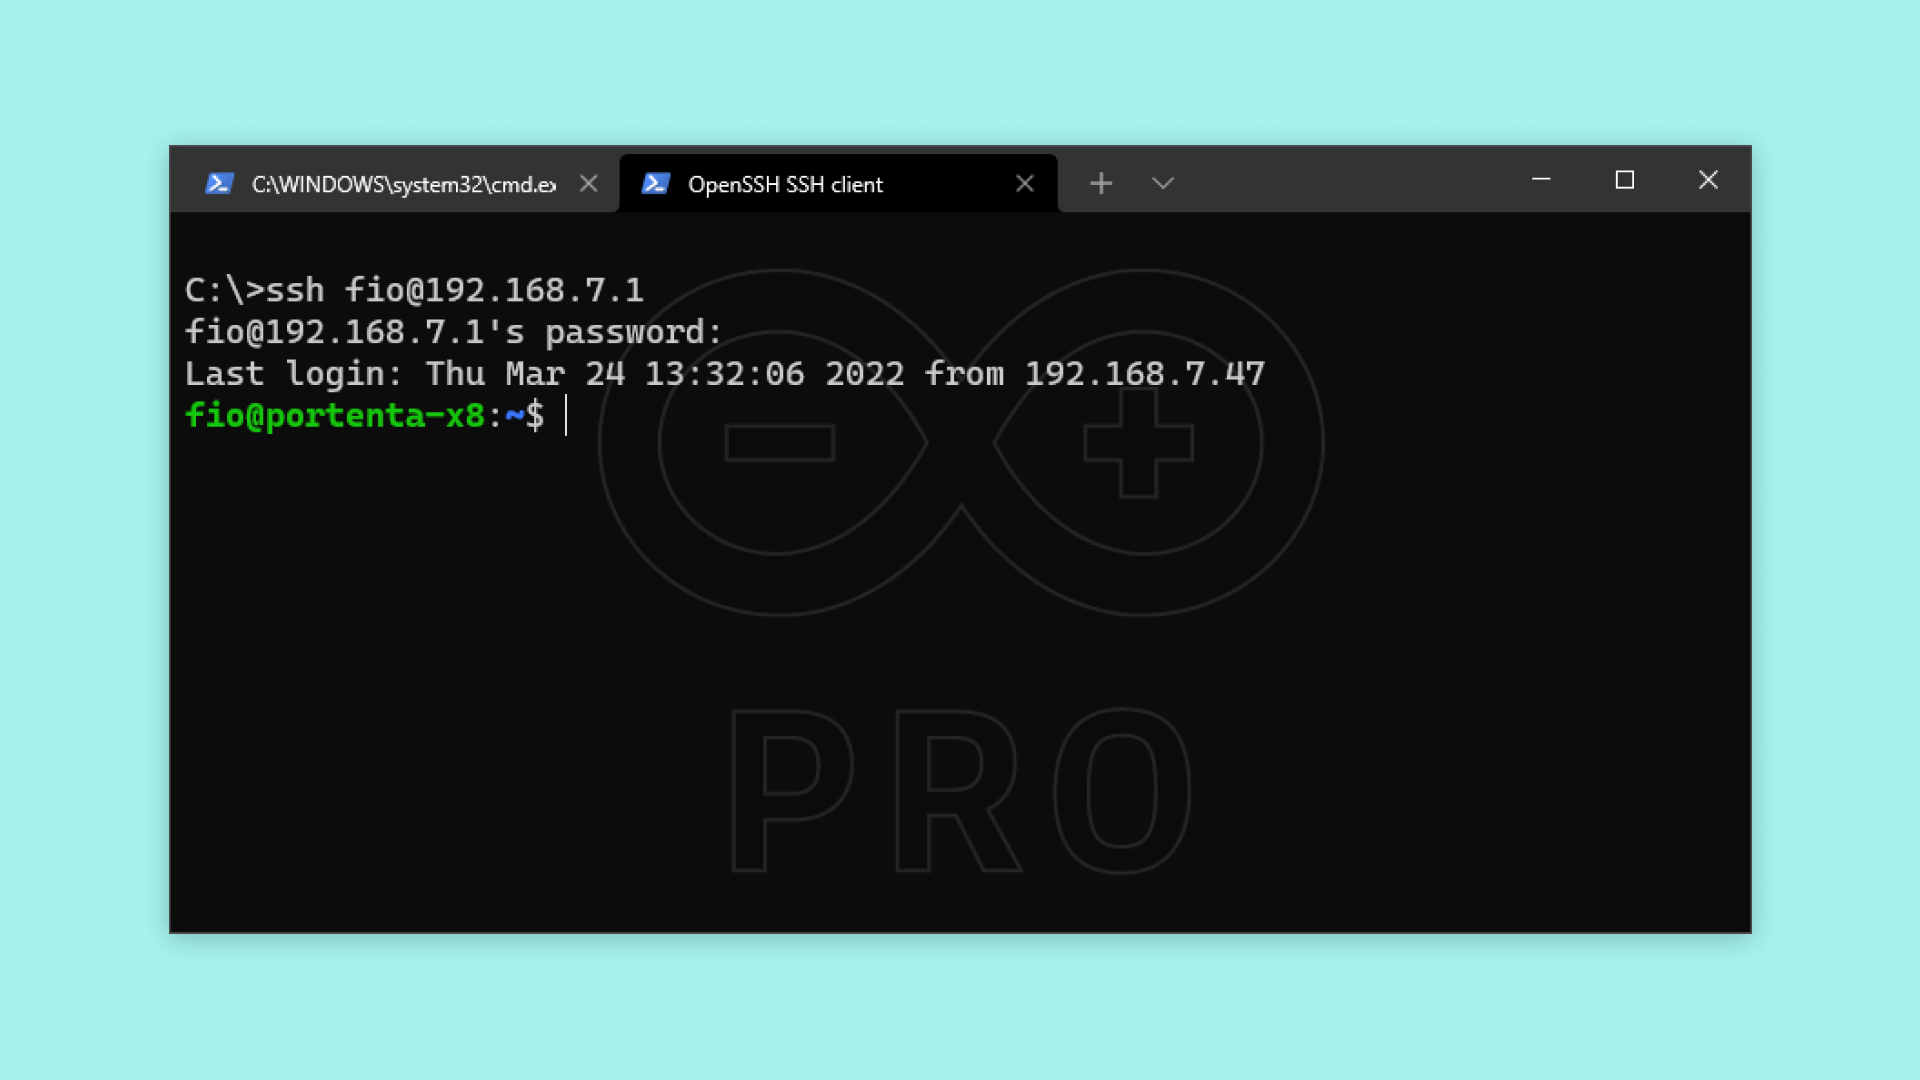 C:\WINDOWS\system32\cmd.ex
OpenSSH SSH client
C:\>ssh fio@192.168.7.1
fio@192.168.7.1's password:
Last login: Thu Mar 24 13:32:06 2022 from 192.168.7.47
fio@portenta-x8:~$
PRO